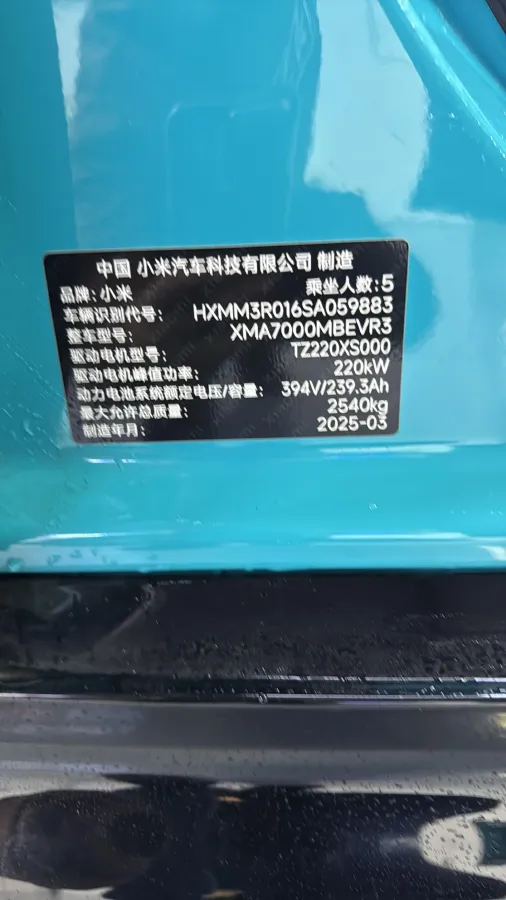 中国 小米汽车科技有限公司 制造
品牌:小米 乘坐人数:5
车辆识别代号: HXMM3R016SA059883
整车型号: XMA7000MBEVR3
驱动电机型号: TZ220XS000
驱动电机峰值功率: 220kW
动力电池系统额定电压/容量: 394V/239.3Ah
最大允许总质量: 2540kg
制造年月: 2025-03